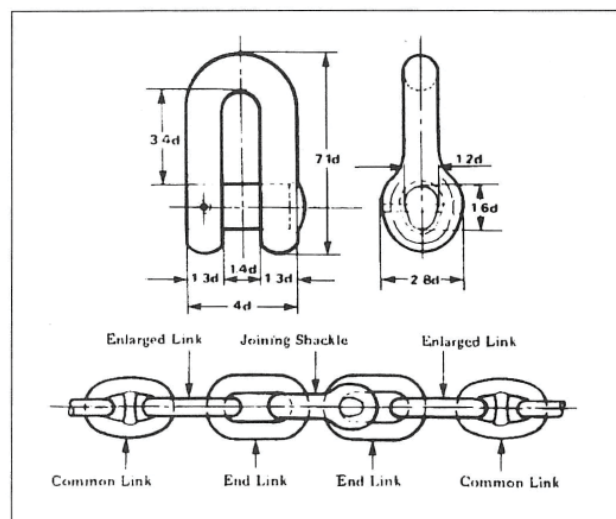 3.4d
7.1d
1.2d
1.6d
1.3d 1.4d 1.3d
2.8d
4d
Enlarged Link Joining Shackle Enlarged Link
Common Link End Link End Link Common Link